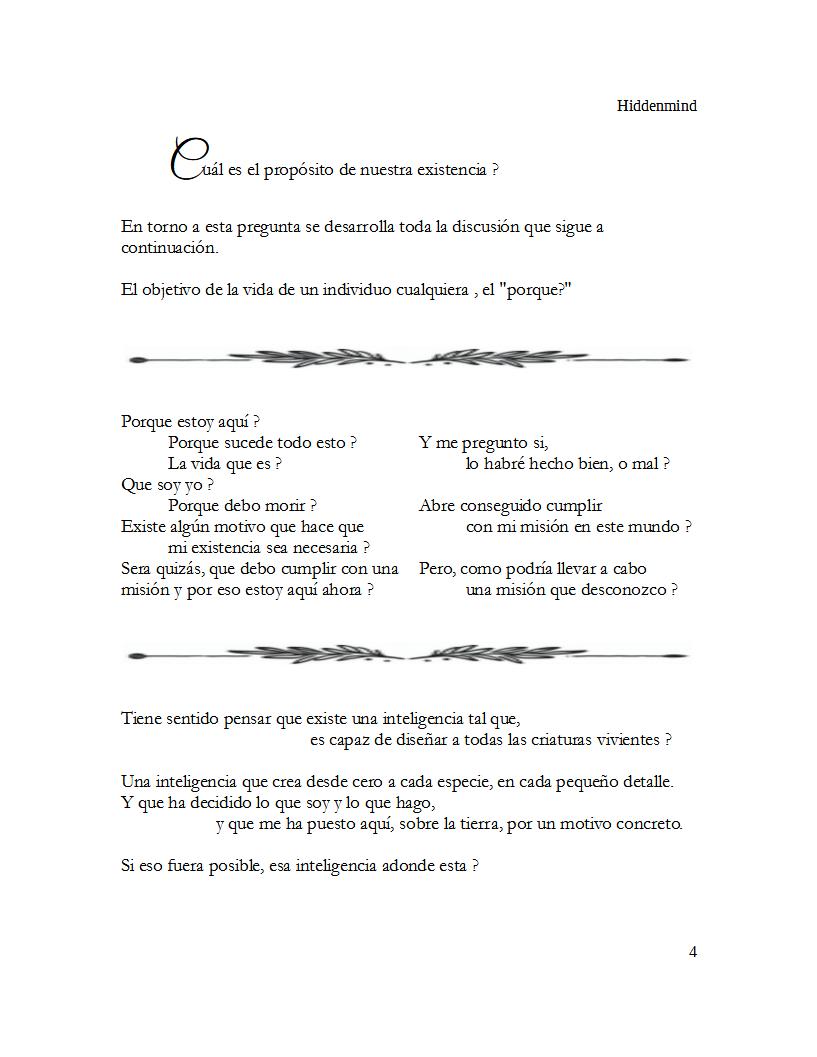 Hiddenmind
Cuál es el propósito de nuestra existencia ?
En torno a esta pregunta se desarrolla toda la discusión que sigue a
continuación.
El objetivo de la vida de un individuo cualquiera , el "porque?"
Porque estoy aquí ?
Porque sucede todo esto ?
La vida que es ?
Que soy yo ?
Porque debo morir ?
Existe algún motivo que hace que
mi existencia sea necesaria ?
Sera quizás, que debo cumplir con una
misión y por eso estoy aquí ahora ?
Y me pregunto si,
lo habré hecho bien, o mal ?
Abre conseguido cumplir
con mi misión en este mundo ?
Pero, como podría llevar a cabo
una misión que desconozco ?
Tiene sentido pensar que existe una inteligencia tal que,
es capaz de diseñar a todas las criaturas vivientes ?
Una inteligencia que crea desde cero a cada especie, en cada pequeño detalle.
Y que ha decidido lo que soy y lo que hago,
y que me ha puesto aquí, sobre la tierra, por un motivo concreto.
Si eso fuera posible, esa inteligencia adonde esta ?
4